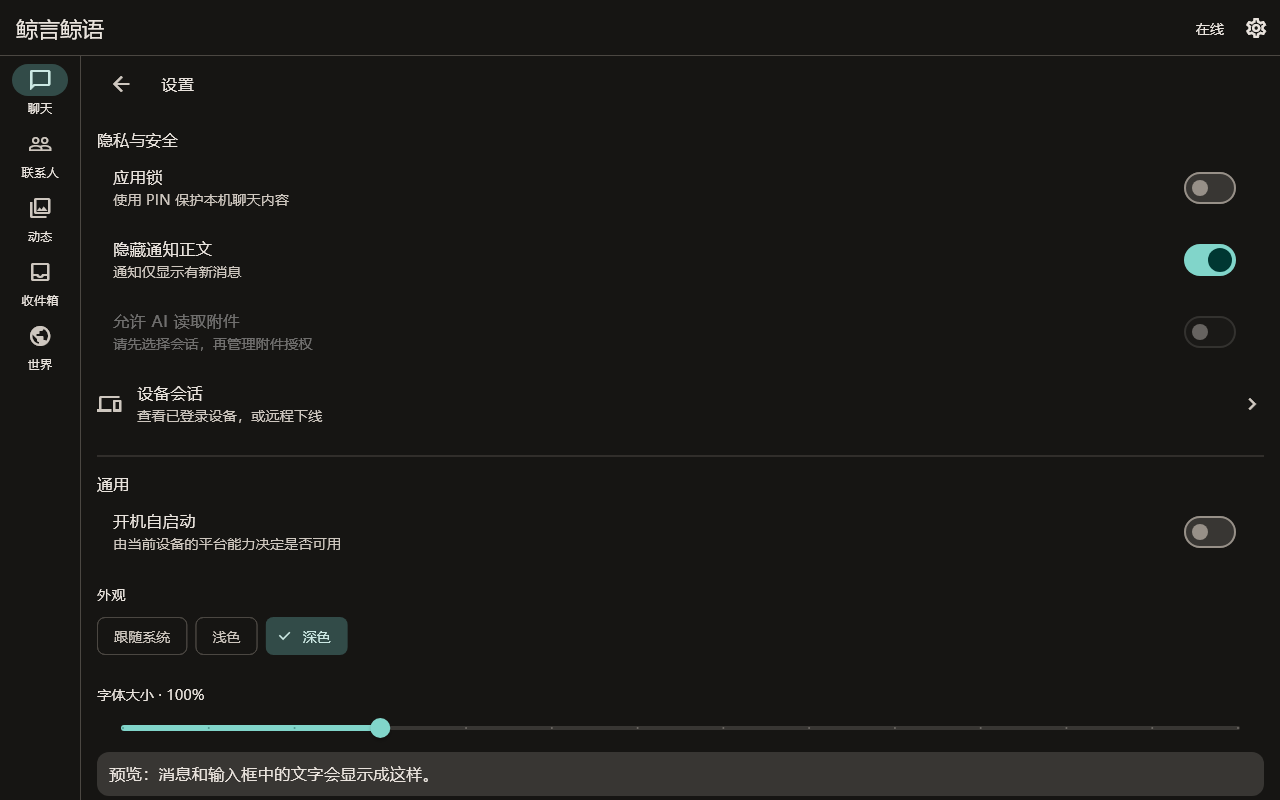 鲸言鲸语
在线
聊天
联系人
动态
收件箱
世界
设置
隐私与安全
应用锁
使用 PIN 保护本机聊天内容
隐藏通知正文
通知仅显示有新消息
允许 AI 读取附件
请先选择会话，再管理附件授权
设备会话
查看已登录设备，或远程下线
通用
开机自启动
由当前设备的平台能力决定是否可用
外观
跟随系统
浅色
深色
字体大小 · 100%
预览：消息和输入框中的文字会显示成这样。